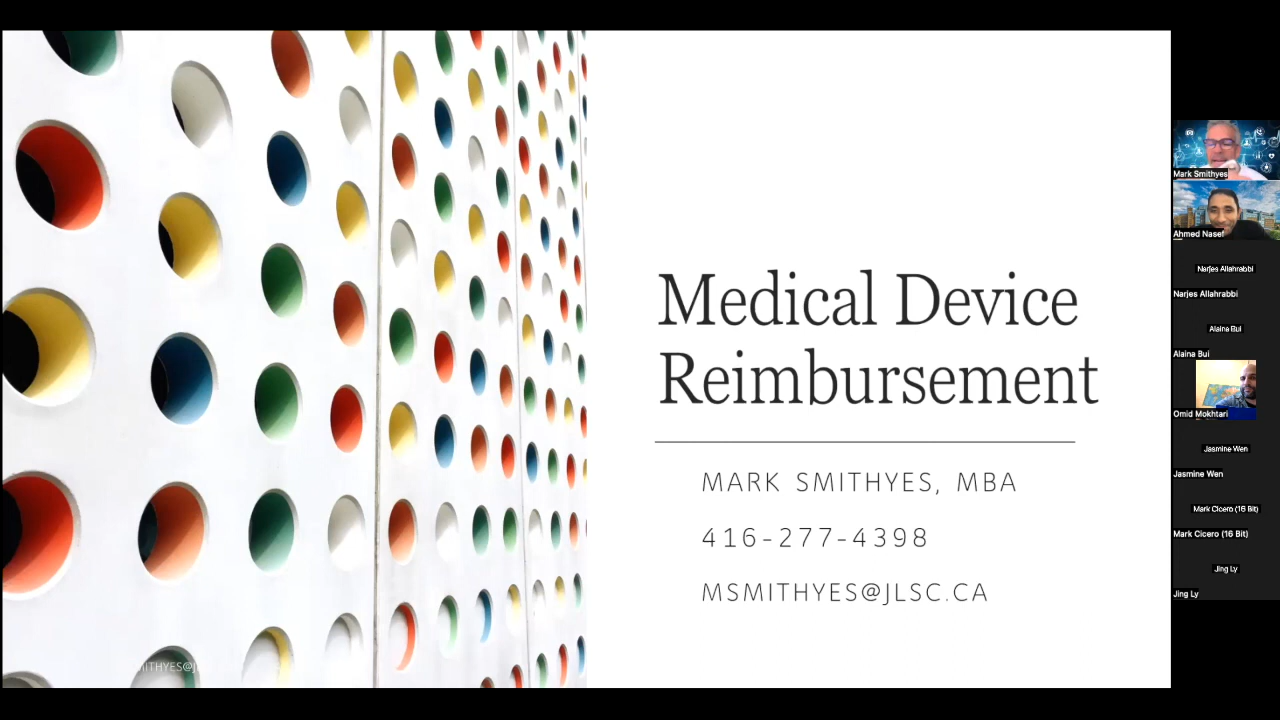 Medical Device
Reimbursement
MARK SMITHYES, MBA
416-277-4398
MSMITHYES@JLSC.CA
Mark Smithyes
Ahmed Nasef
Narjes Allahrabbi
Narjes Allahrabbi
Alaina Bui
Alaina Bui
Omid Mokhtari
Jasmine Wen
Jasmine Wen
Mark Cicero (16 Bit)
Mark Cicero (16 Bit)
Jing Ly
Jing Ly